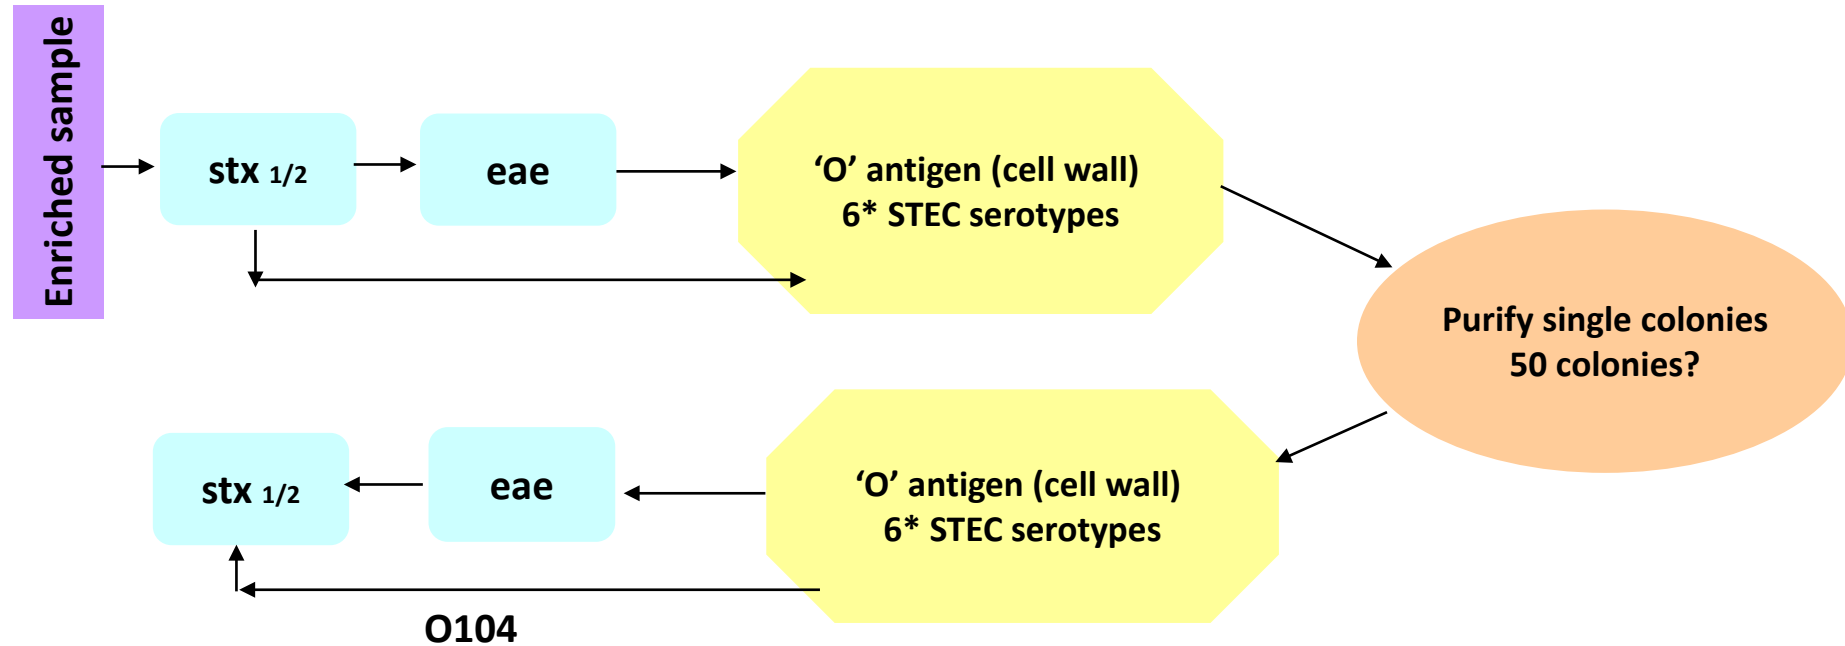 Enriched sample
stx 1/2
eae
‘O’ antigen (cell wall)
6* STEC serotypes
Purify single colonies
50 colonies?
‘O’ antigen (cell wall)
6* STEC serotypes
eae
stx 1/2
O104